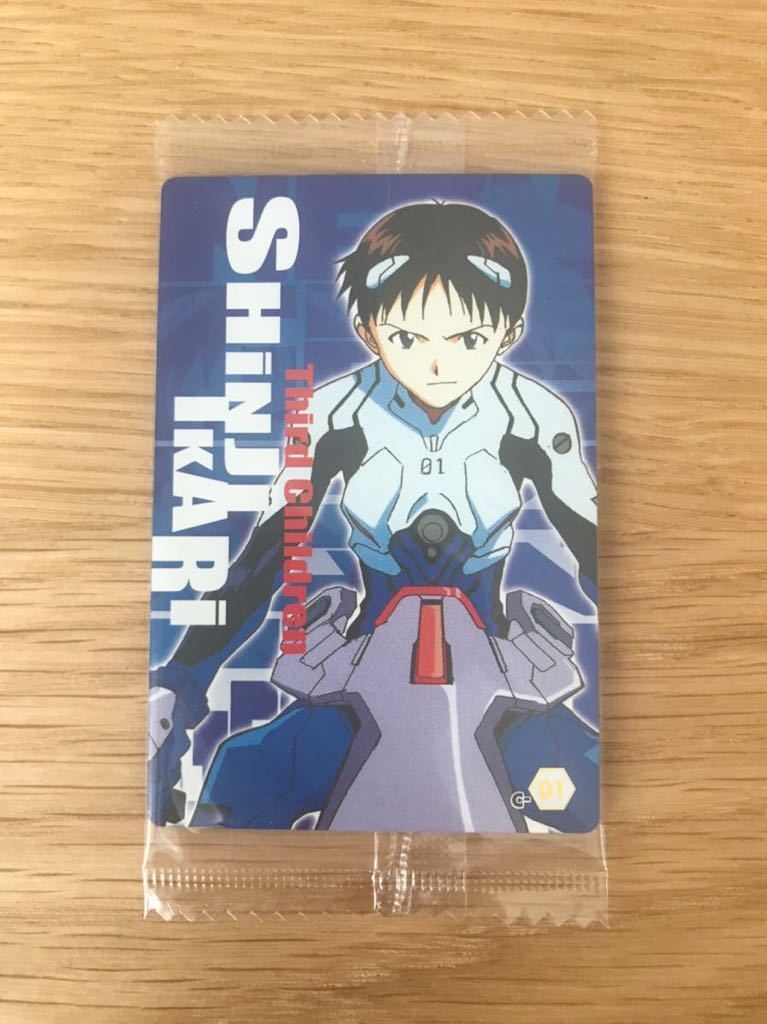 SHiNJI
IKARi
Third Children
01
C-
01